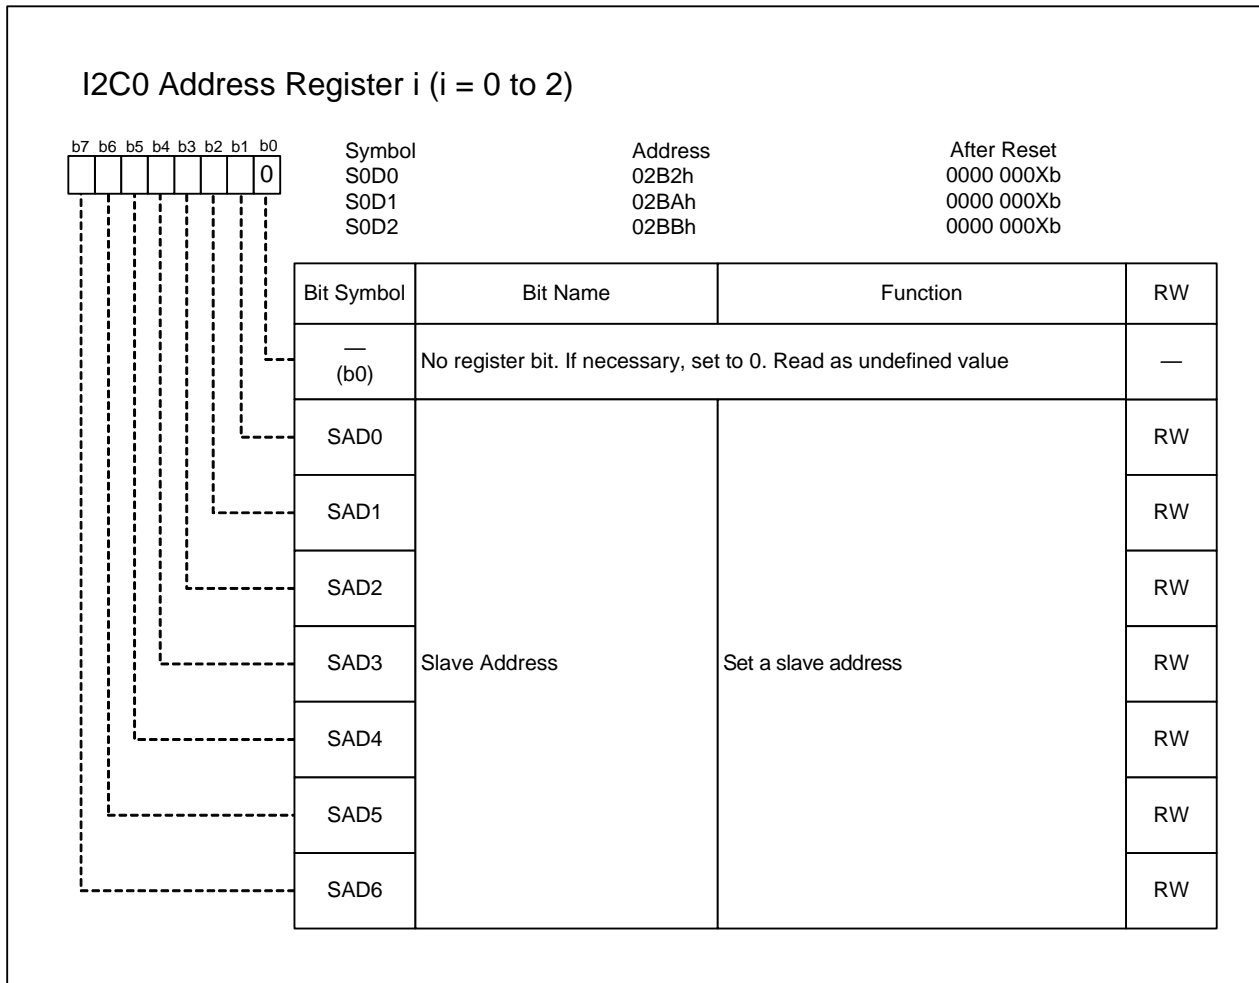 I2C0 Address Register i (i = 0 to 2)
b7 b6 b5 b4 b3 b2 b1 b0
0
Symbol Address After Reset
S0D0 02B2h 0000 000Xb
S0D1 02BAh 0000 000Xb
S0D2 02BBh 0000 000Xb
Bit Symbol Bit Name Function RW
—
(b0) No register bit. If necessary, set to 0. Read as undefined value —
SAD0 RW
SAD1 RW
SAD2 RW
SAD3 Slave Address Set a slave address RW
SAD4 RW
SAD5 RW
SAD6 RW